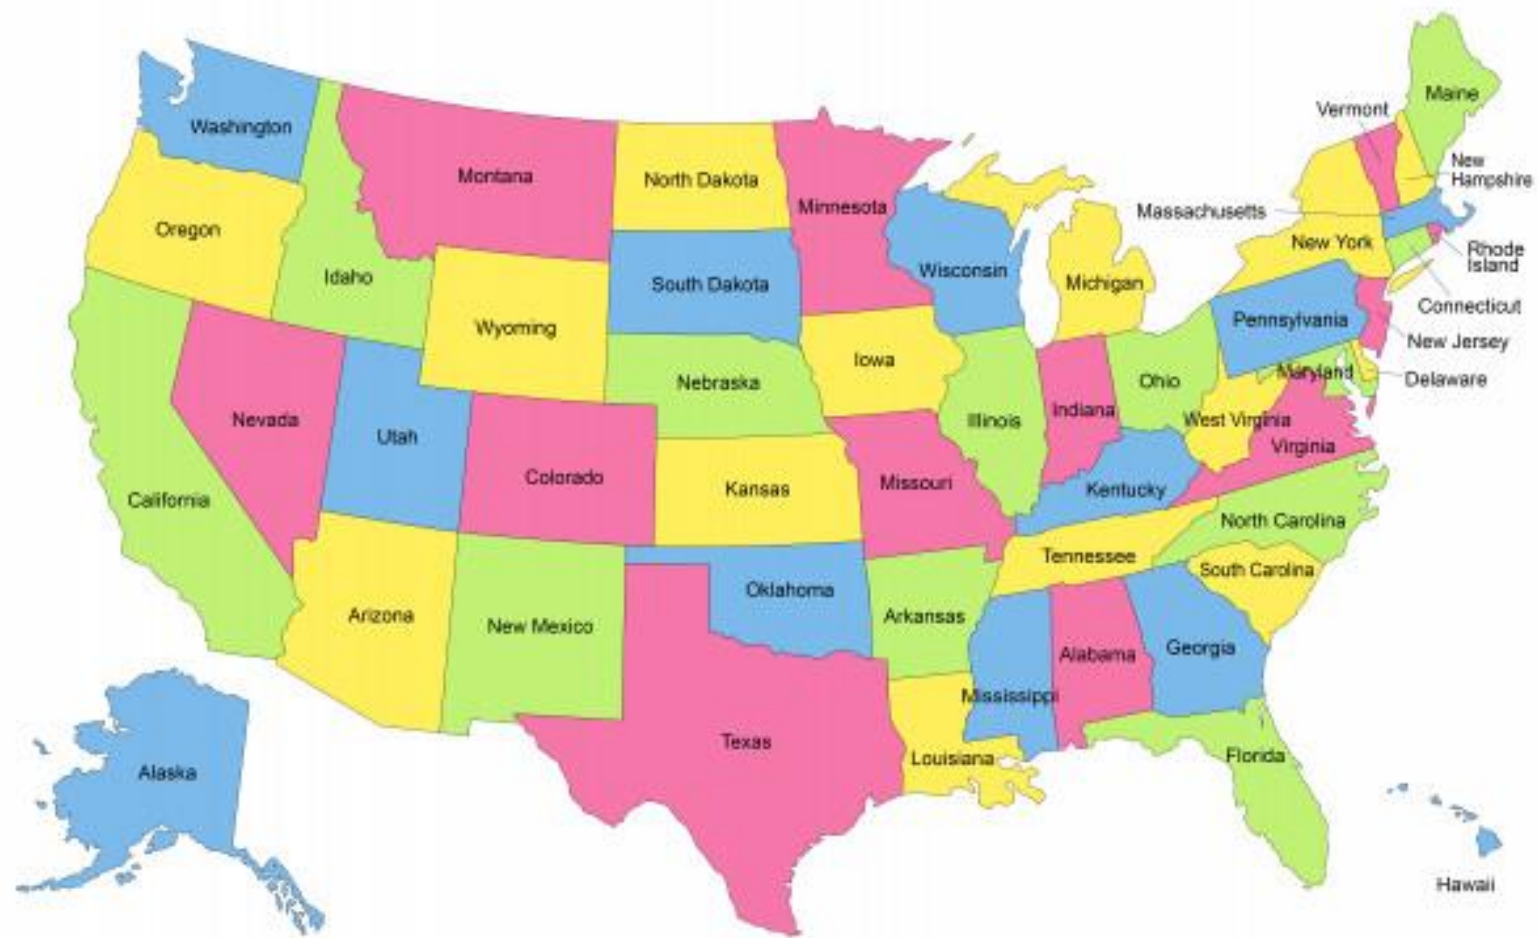 Maine
Vermont
Washington
New
Hampshire
Montana
North Dakota
Minnesota
Massachusetts
Oregon
New York
Rhode
Island
Wisconsin
Idaho
South Dakota
Michigan
Connecticut
Pennsylvania
Wyoming
New Jersey
Iowa
Maryland
Delaware
Nebraska
Ohio
Indiana
Nevada
West Virginia
Illinois
Utah
Virginia
Colorado
Missouri
Kansas
Kentucky
California
North Carolina
Tennessee
South Carolina
Oklahoma
Arizona
Arkansas
New Mexico
Georgia
Alabama
Mississippi
Texas
Florida
Louisiana
Alaska
Hawaii